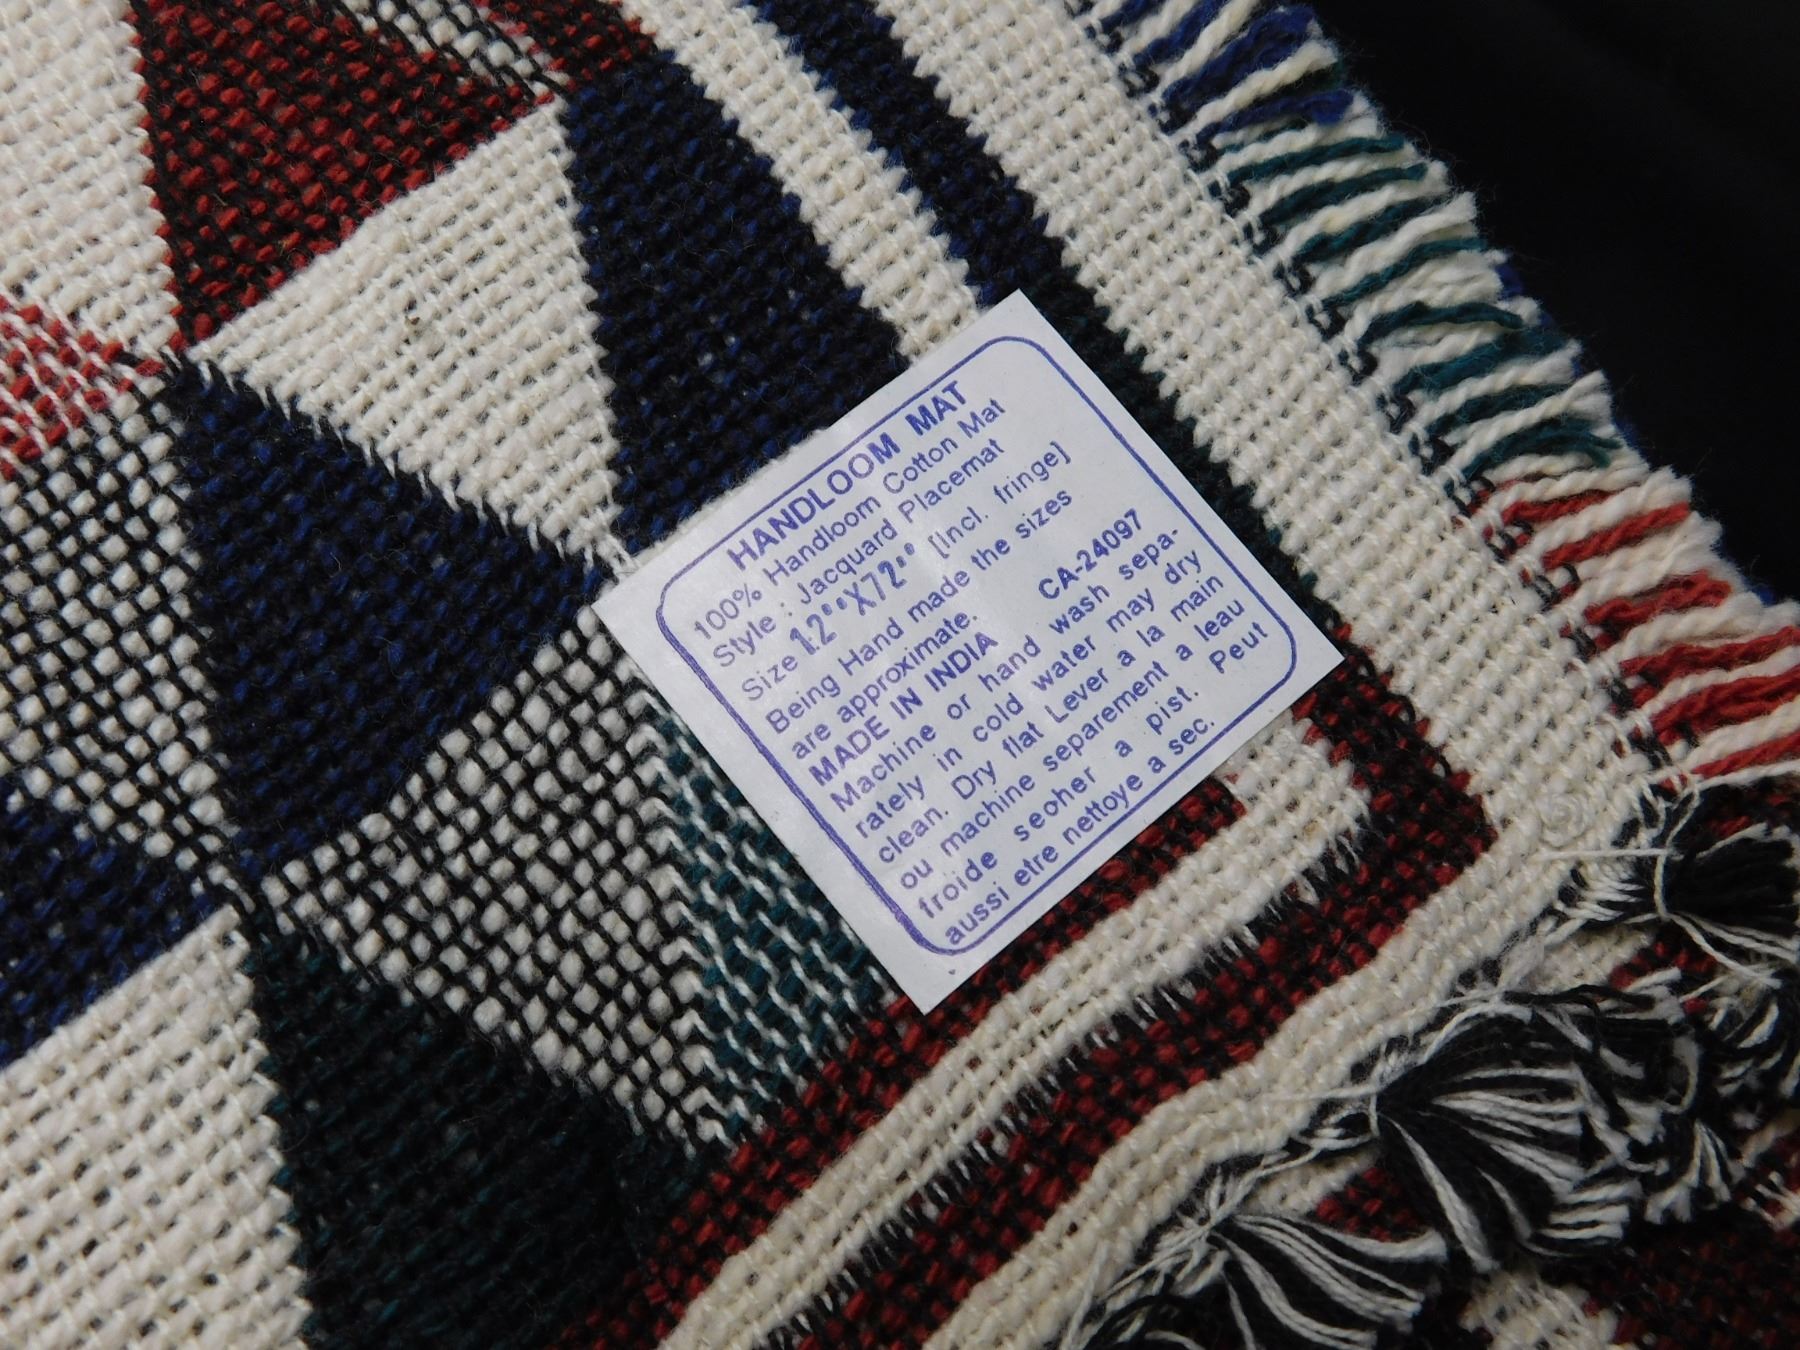 HANDLOOM MAT
100% Handloom Cotton Mat
Style : Jacquard Placemat
Size 12''X72'' [Incl. fringe]
Being Hand made the sizes
are approximate.
MADE IN INDIA CA-24097
Machine or hand wash sepa-
rately in cold water may dry
clean. Dry flat Lever a la main
ou machine separement a leau
froide seoher a pist. Peut
aussi etre nettoye a sec.